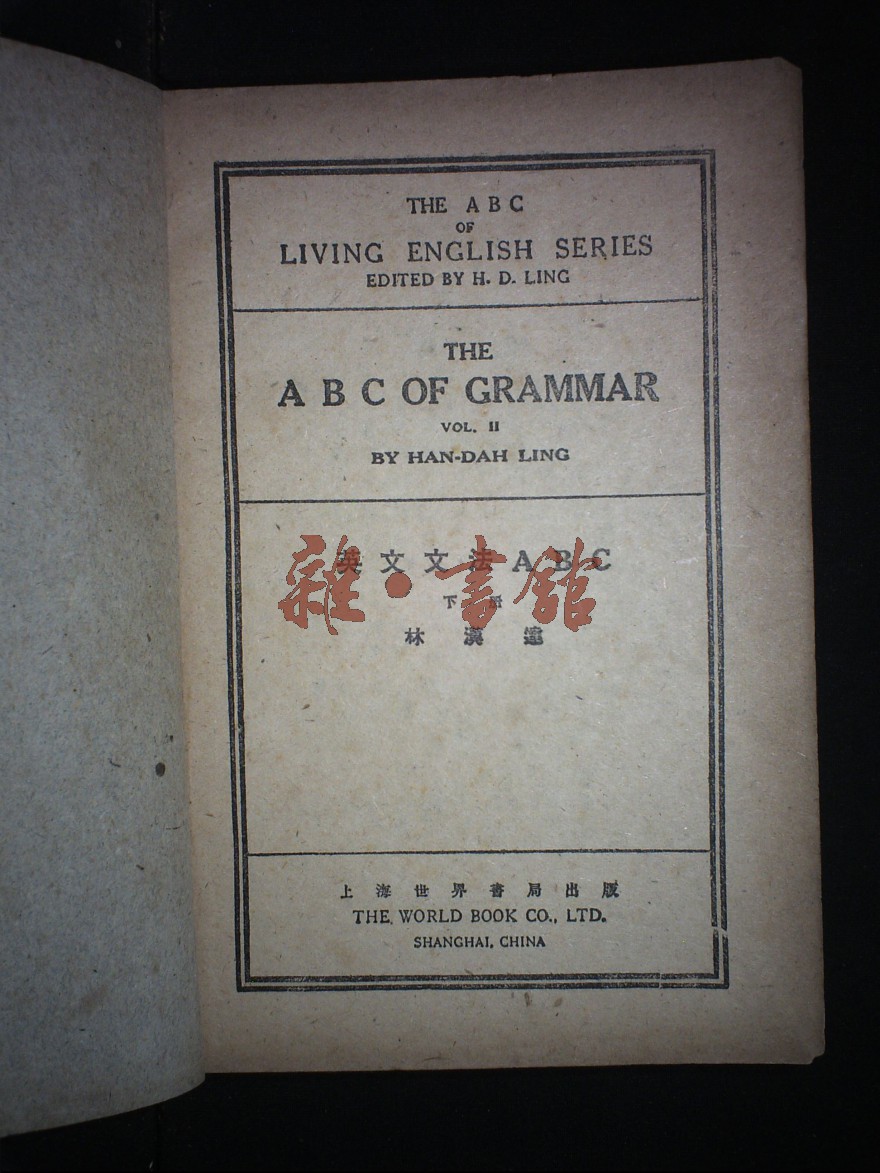 THE ABC
OF
LIVING ENGLISH SERIES
EDITED BY H. D. LING
THE
A B C OF GRAMMAR
VOL. II
BY HAN-DAH LING
英文文法ABC
雜·書館
下冊
林漢達
上海世界書局出版
THE WORLD BOOK CO., LTD.
SHANGHAI, CHINA